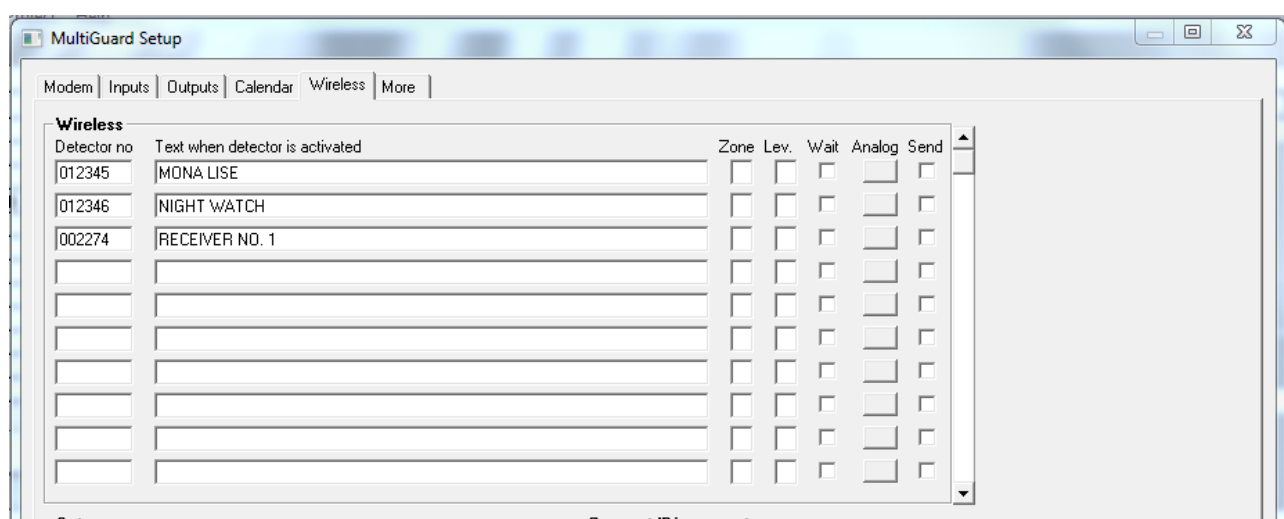 MultiGuard Setup
Modem Inputs Outputs Calendar Wireless More
Wireless
Detector no Text when detector is activated Zone Lev. Wait Analog Send
012345 MONA LISE
012346 NIGHT WATCH
002274 RECEIVER NO. 1